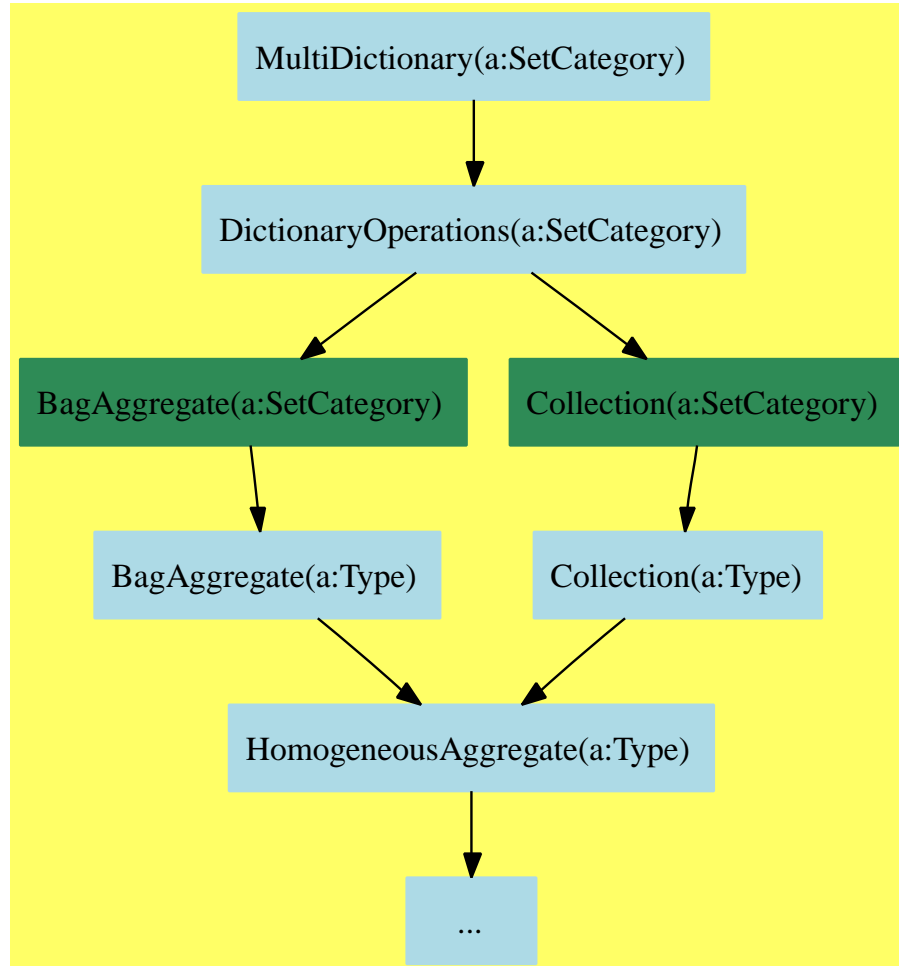 MultiDictionary(a:SetCategory)
DictionaryOperations(a:SetCategory)
BagAggregate(a:SetCategory)
Collection(a:SetCategory)
BagAggregate(a:Type)
Collection(a:Type)
HomogeneousAggregate(a:Type)
...